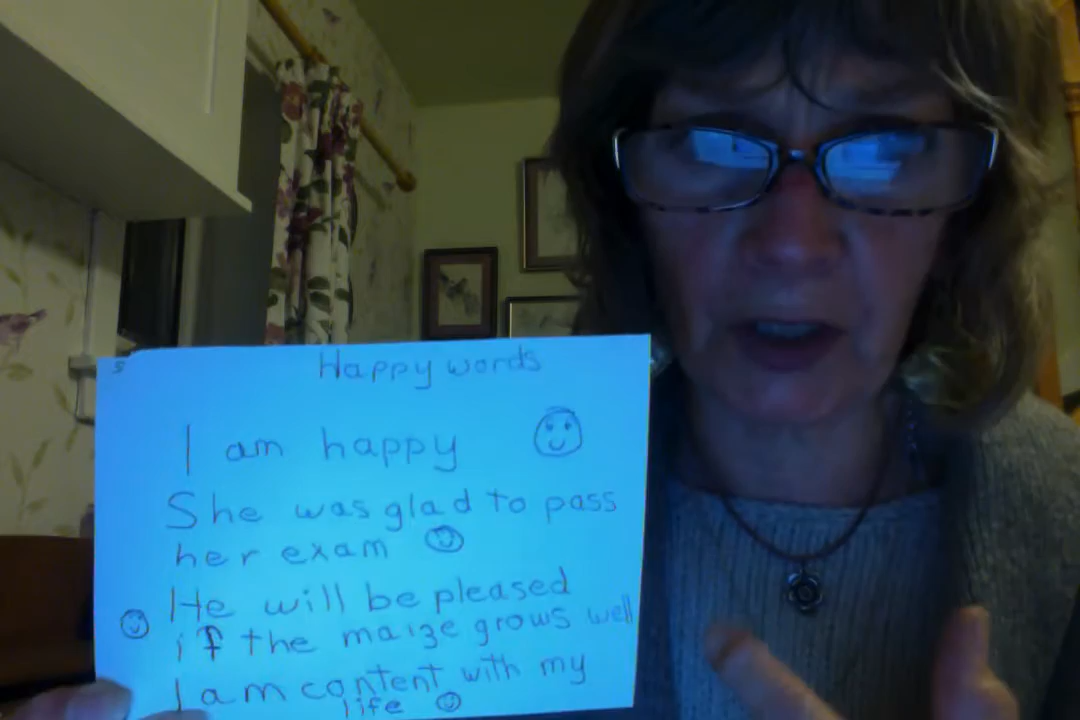 Happy words
I am happy
She was glad to pass
her exam
He will be pleased
if the maize grows well
I am content with my
life